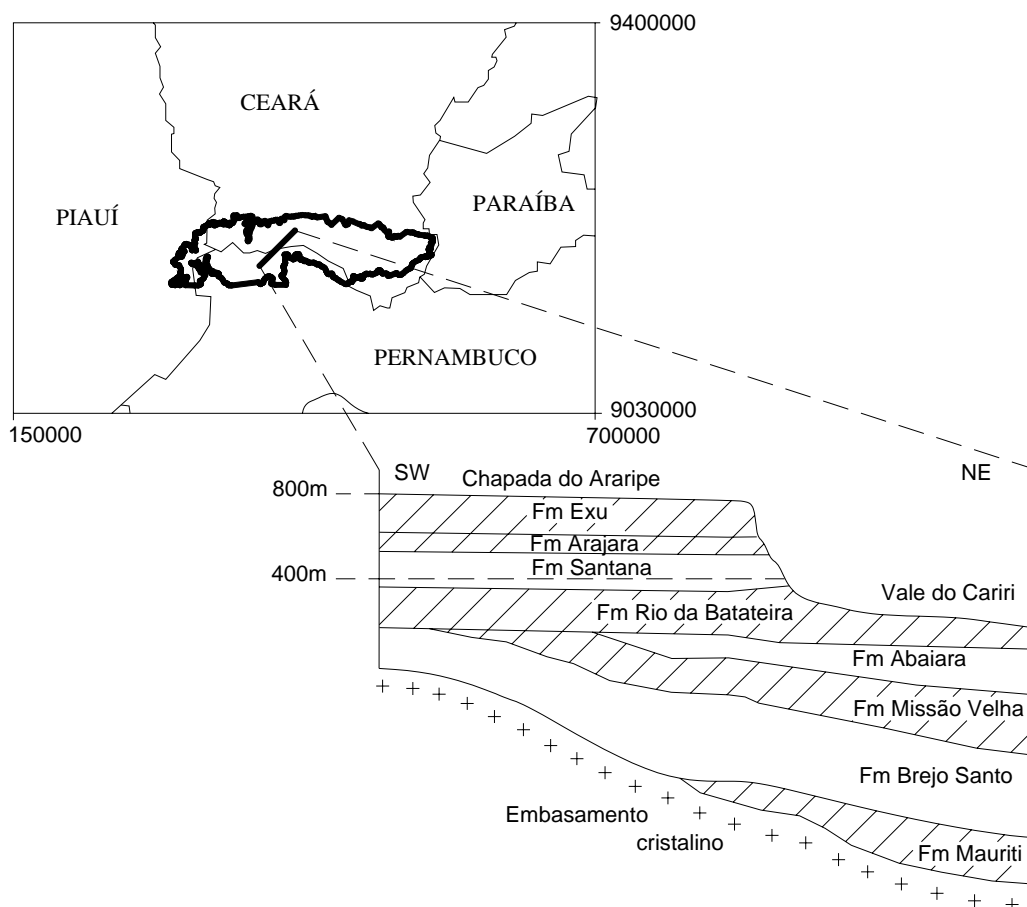 9400000
CEARÁ
PIAUÍ
PARAÍBA
PERNAMBUCO
9030000
150000
700000
SW
NE
Chapada do Araripe
800m
Fm Exu
Fm Arajara
Fm Santana
400m
Vale do Cariri
Fm Rio da Batateira
Fm Abaiara
Fm Missão Velha
Fm Brejo Santo
Embasamento
cristalino
Fm Mauriti